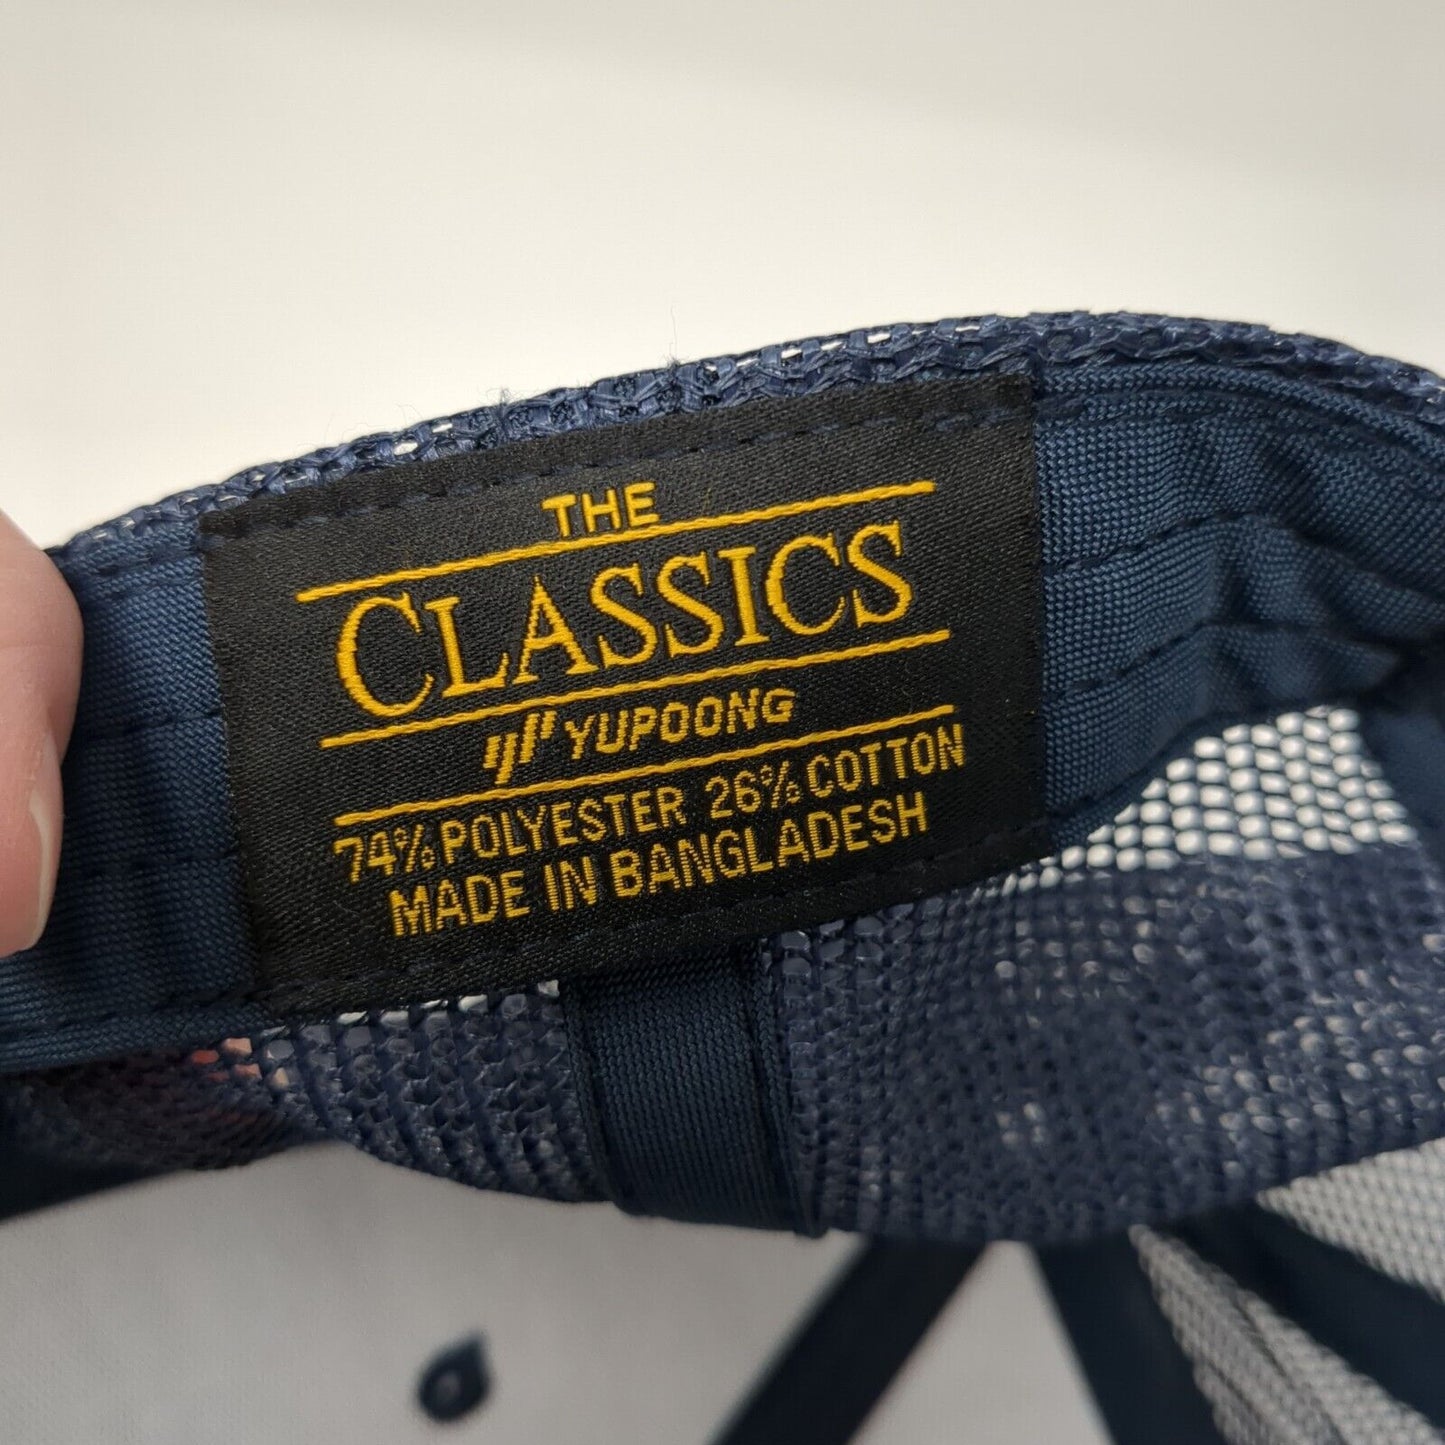 THE
CLASSICS
YUPOONG
74% POLYESTER 26% COTTON
MADE IN BANGLADESH